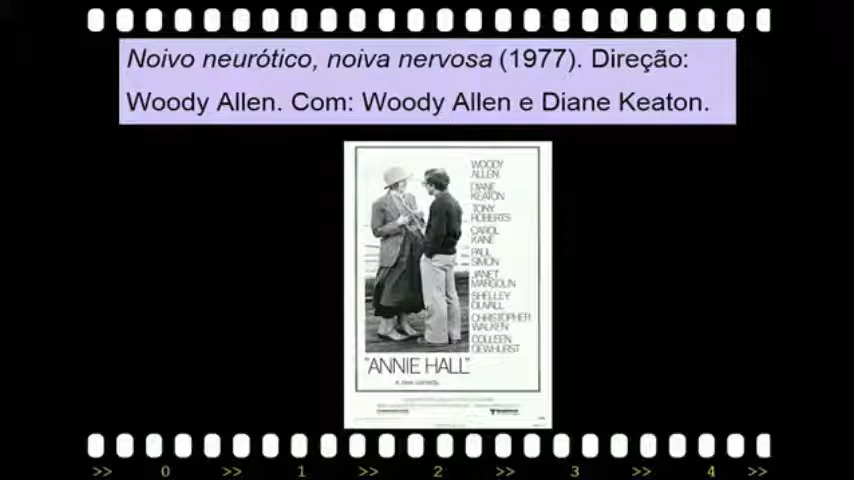 Noivo neurótico, noiva nervosa (1977). Direção:
Woody Allen. Com: Woody Allen e Diane Keaton.
WOODY
ALLEN
DIANE
KEATON
TONY
ROBERTS
CAROL
KANE
PAUL
SIMON
JANET
MARGOLIN
SHELLEY
DUVALL
CHRISTOPHER
WALKEN
COLLEEN
DEWHURST
"ANNIE HALL"
A new comedy.
>> 0 >> 1 >> 2 >> 3 >> 4 >>